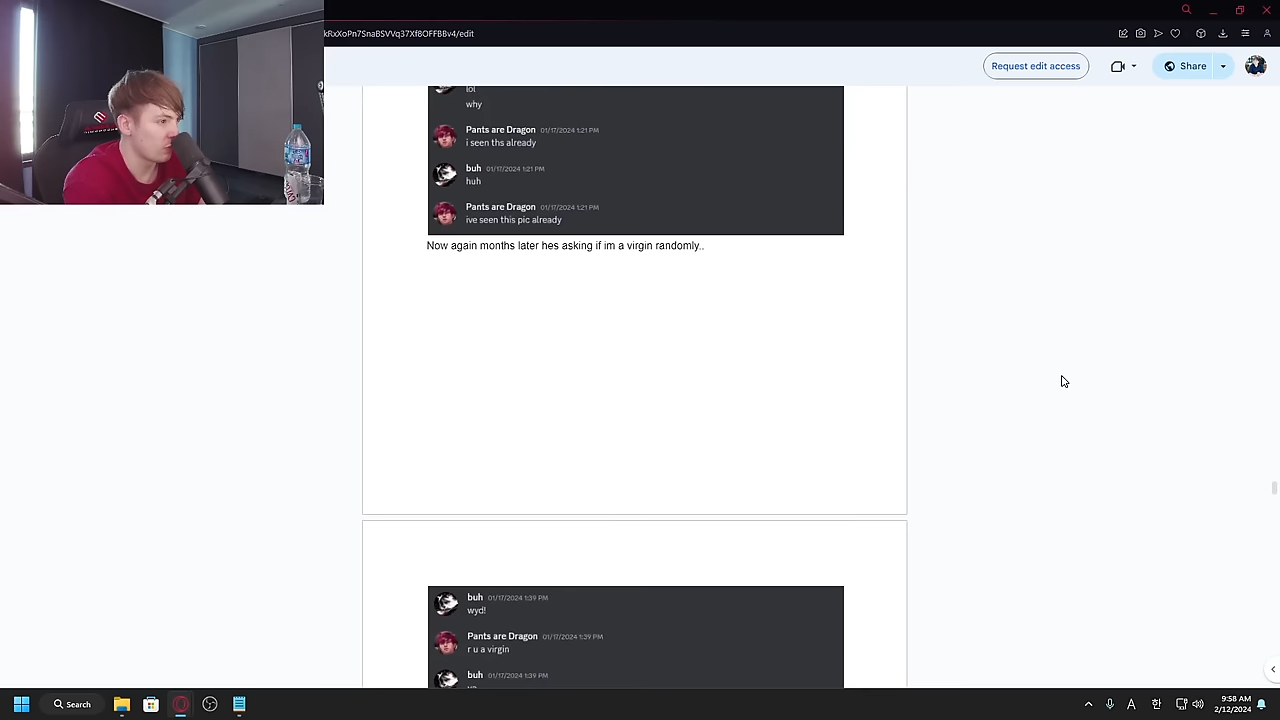 kRxXoPn7SnaBSVVq37Xf8OFFBBv4/edit
Request edit access
Share
lol
why
Pants are Dragon 01/17/2024 1:21 PM
i seen ths already
buh 01/17/2024 1:21 PM
huh
Pants are Dragon 01/17/2024 1:21 PM
ive seen this pic already
Now again months later hes asking if im a virgin randomly..
buh 01/17/2024 1:39 PM
wyd!
Pants are Dragon 01/17/2024 1:39 PM
r u a virgin
buh 01/17/2024 1:39 PM
Search
A
9:58 AM
2/12/2024